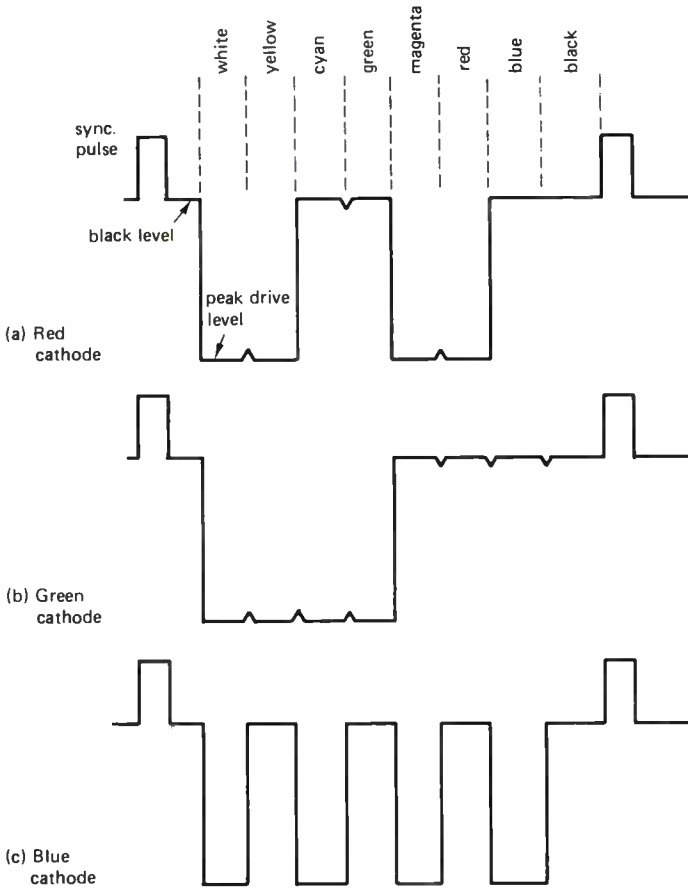 white
yellow
cyan
green
magenta
red
blue
black
sync.
pulse
black level
peak drive
level
(a) Red
cathode
(b) Green
cathode
(c) Blue
cathode